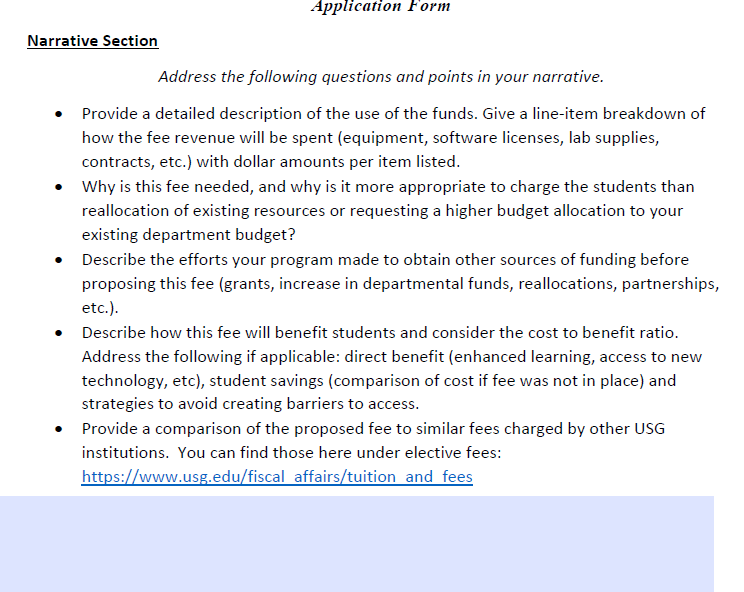 Application Form
Narrative Section
Address the following questions and points in your narrative.
• Provide a detailed description of the use of the funds. Give a line-item breakdown of
how the fee revenue will be spent (equipment, software licenses, lab supplies,
contracts, etc.) with dollar amounts per item listed.
• Why is this fee needed, and why is it more appropriate to charge the students than
reallocation of existing resources or requesting a higher budget allocation to your
existing department budget?
• Describe the efforts your program made to obtain other sources of funding before
proposing this fee (grants, increase in departmental funds, reallocations, partnerships,
etc.).
• Describe how this fee will benefit students and consider the cost to benefit ratio.
Address the following if applicable: direct benefit (enhanced learning, access to new
technology, etc), student savings (comparison of cost if fee was not in place) and
strategies to avoid creating barriers to access.
• Provide a comparison of the proposed fee to similar fees charged by other USG
institutions.  You can find those here under elective fees:
https://www.usg.edu/fiscal_affairs/tuition_and_fees